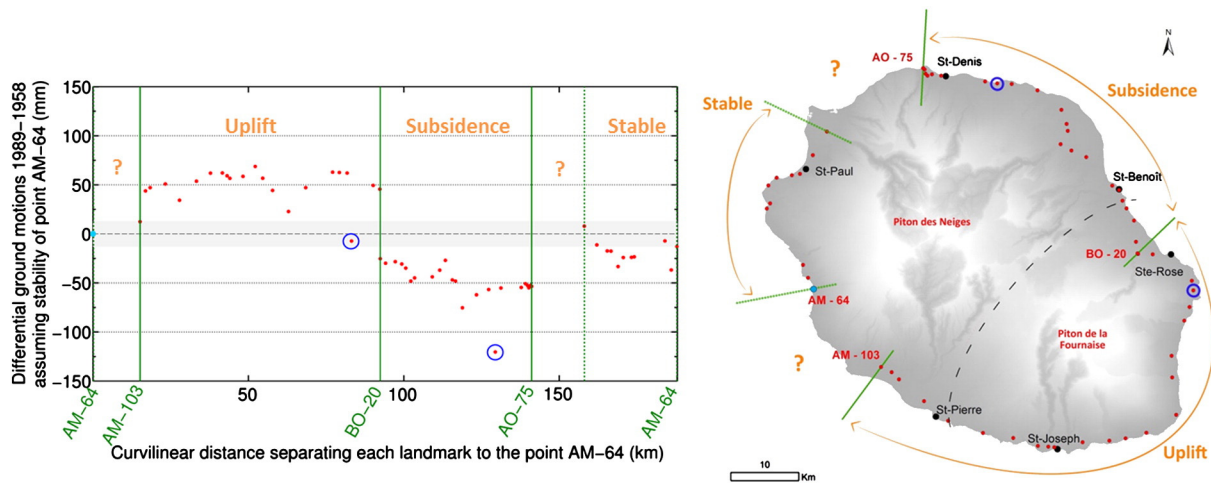 Differential ground motions 1989−1958
assuming stability of point AM−64 (mm)
150
100
50
0
−50
−100
−150
?
Uplift
Subsidence
?
Stable
50
100
150
AM−64
AM−103
BO−20
AO−75
AM−64
Curvilinear distance separating each landmark to the point AM−64 (km)
N
AO - 75
St-Denis
?
Subsidence
Stable
St-Paul
St-Benoît
Piton des Neiges
BO - 20
Ste-Rose
AM - 64
Piton de la
Fournaise
AM - 103
?
St-Pierre
St-Joseph
Uplift
10
Km